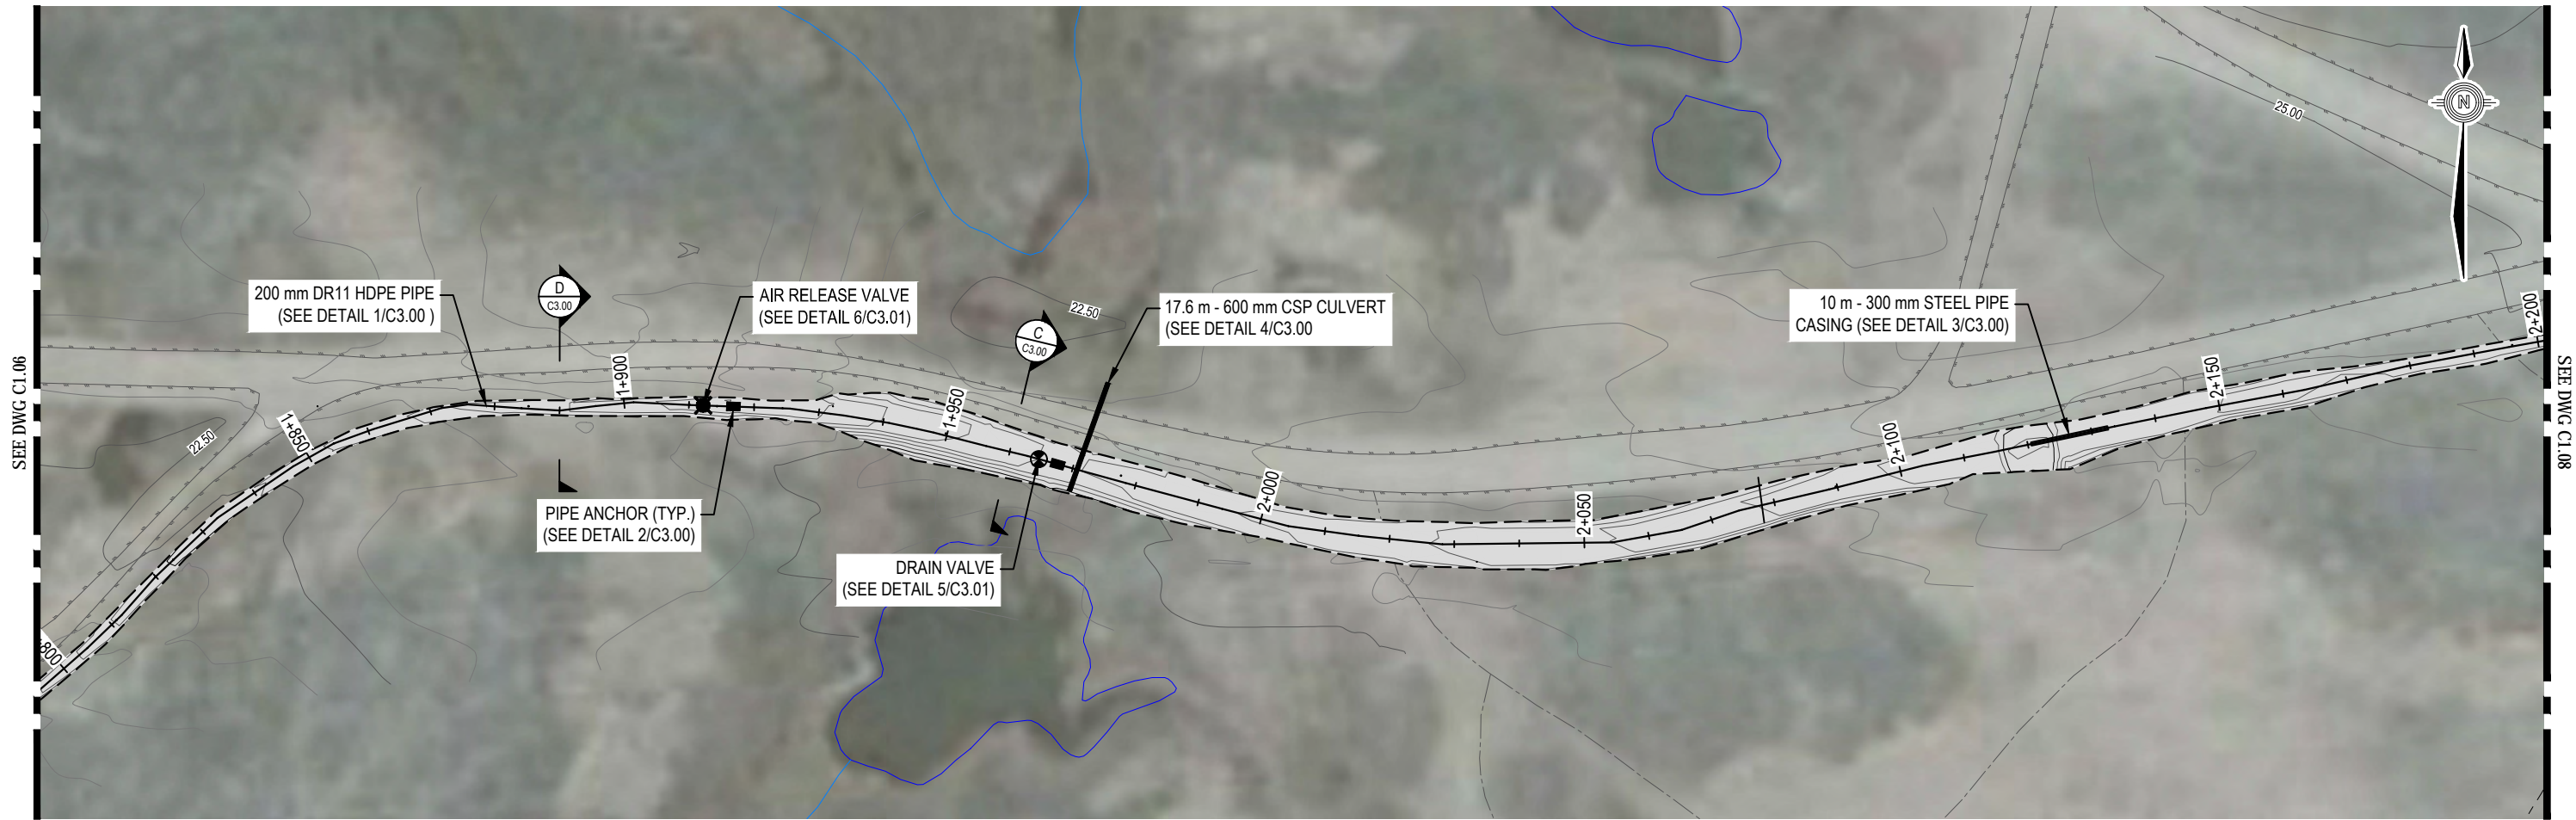 N
25.00
200 mm DR11 HDPE PIPE
(SEE DETAIL 1/C3.00 )
D
C3.00
AIR RELEASE VALVE
(SEE DETAIL 6/C3.01)
C
C3.00
22.50
17.6 m - 600 mm CSP CULVERT
(SEE DETAIL 4/C3.00
10 m - 300 mm STEEL PIPE
CASING (SEE DETAIL 3/C3.00)
2+200
SEE DWG C1.06
SEE DWG C1.08
1+850
1+900
1+950
2+000
2+050
2+100
2+150
22.50
PIPE ANCHOR (TYP.)
(SEE DETAIL 2/C3.00)
DRAIN VALVE
(SEE DETAIL 5/C3.01)
800